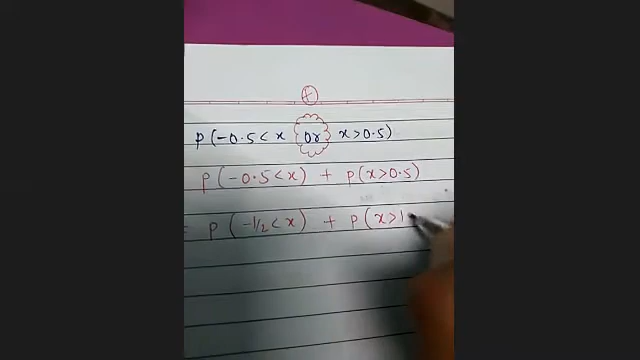 +
P(-0.5<x or x>0.5)
P(-0.5<x) + P(x>0.5)
= P(-1/2<x) + P(x>1